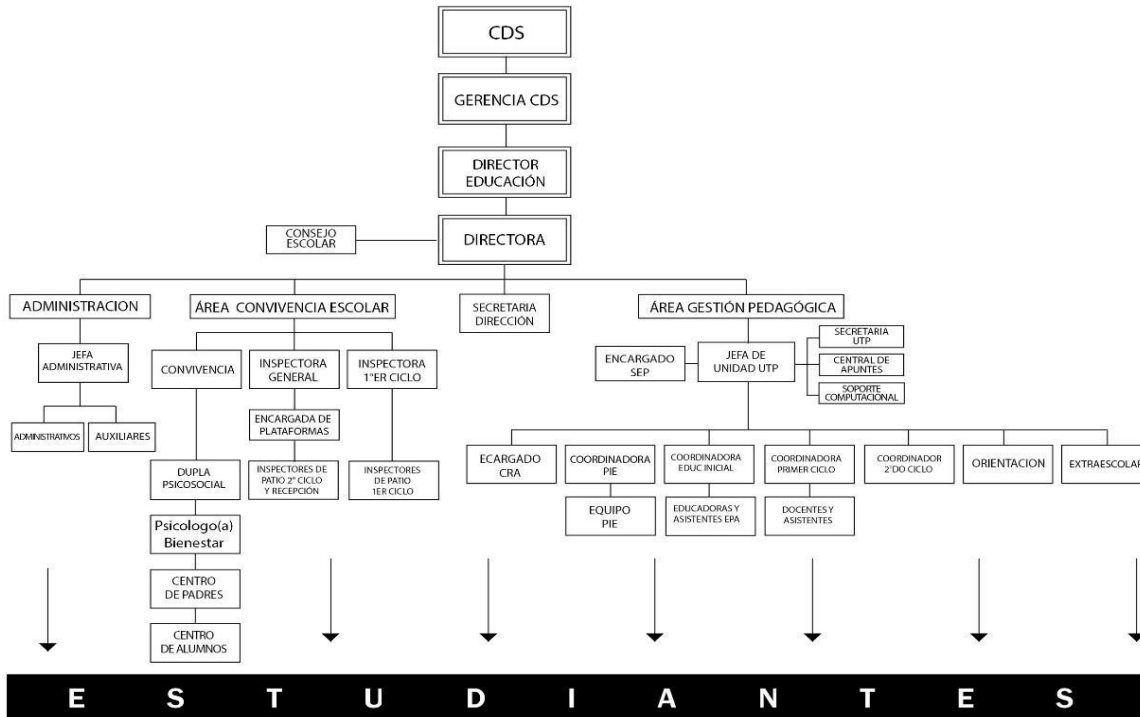 CDS
GERENCIA CDS
DIRECTOR
EDUCACIÓN
CONSEJO
ESCOLAR
DIRECTORA
ADMINISTRACION
ÁREA CONVIVENCIA ESCOLAR
SECRETARIA
DIRECCIÓN
ÁREA GESTIÓN PEDAGÓGICA
JEFA
ADMINISTRATIVA
CONVIVENCIA
INSPECTORA
GENERAL
INSPECTORA
1°ER CICLO
ENCARGADO
SEP
JEFA DE
UNIDAD UTP
SECRETARIA
UTP
CENTRAL DE
APUNTES
SOPORTE
COMPUTACIONAL
ADMINISTRATIVOS
AUXILIARES
ENCARGADA DE
PLATAFORMAS
DUPLA
PSICOSOCIAL
INSPECTORES DE
PATIO 2° CICLO
Y RECEPCIÓN
INSPECTORES
DE PATIO
1ER CICLO
ECARGADO
CRA
COORDINADORA
PIE
COORDINADORA
EDUC INICIAL
COORDINADORA
PRIMER CICLO
COORDINADOR
2°DO CICLO
ORIENTACION
EXTRAESCOLAR
EQUIPO
PIE
EDUCADORAS Y
ASISTENTES EPA
DOCENTES Y
ASISTENTES
Psicologo(a)
Bienestar
CENTRO
DE PADRES
CENTRO
DE ALUMNOS
E S T U D I A N T E S